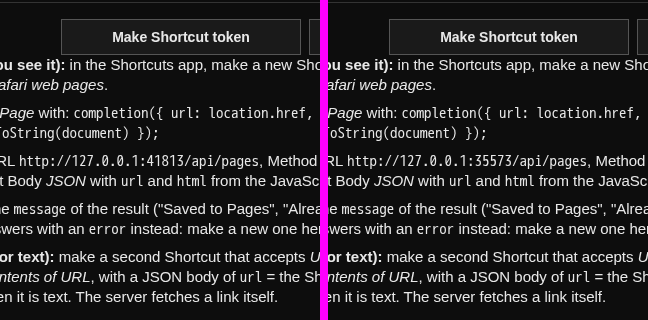 Make Shortcut token
ou see it): in the Shortcuts app, make a new Sho
afari web pages.
Page with: completion({ url: location.href,
oString(document) });
RL http://127.0.0.1:41813/api/pages, Method
t Body JSON with url and html from the JavaSc
e message of the result ("Saved to Pages", "Alrea
swers with an error instead: make a new one her
or text): make a second Shortcut that accepts U
ntents of URL, with a JSON body of url = the Sh
en it is text. The server fetches a link itself.
Make Shortcut token
ou see it): in the Shortcuts app, make a new Sho
afari web pages.
Page with: completion({ url: location.href,
oString(document) });
RL http://127.0.0.1:35573/api/pages, Method
t Body JSON with url and html from the JavaSc
e message of the result ("Saved to Pages", "Alrea
swers with an error instead: make a new one her
or text): make a second Shortcut that accepts U
ntents of URL, with a JSON body of url = the Sh
en it is text. The server fetches a link itself.